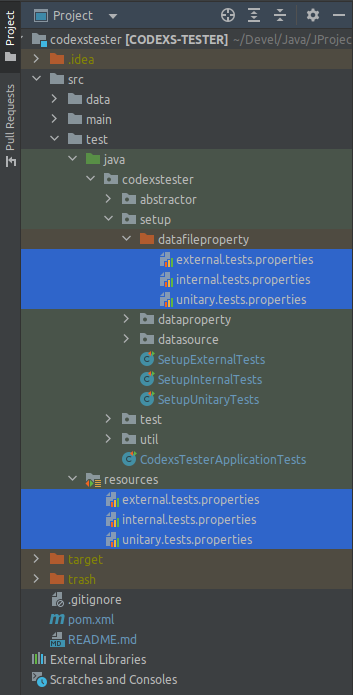 Project
Project
Pull Requests
codexstester [CODEXS-TESTER] ~/Devel/Java/JProjec
.idea
src
data
main
test
java
codexstester
abstractor
setup
datafileproperty
external.tests.properties
internal.tests.properties
unitary.tests.properties
dataproperty
datasource
SetupExternalTests
SetupInternalTests
SetupUnitaryTests
test
util
CodexsTesterApplicationTests
resources
external.tests.properties
internal.tests.properties
unitary.tests.properties
target
trash
.gitignore
pom.xml
README.md
External Libraries
Scratches and Consoles